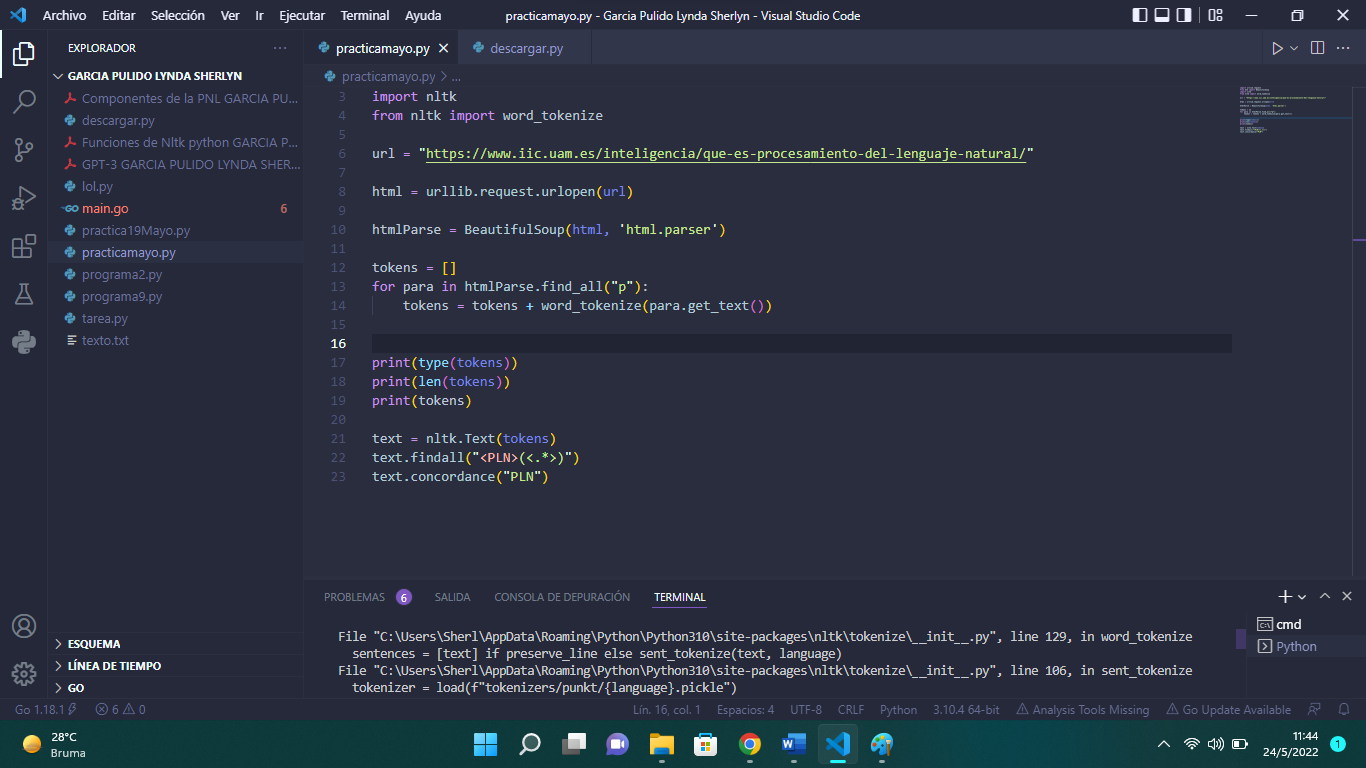 Archivo Editar Selección Ver Ir Ejecutar Terminal Ayuda practicamayo.py - Garcia Pulido Lynda Sherlyn - Visual Studio Code
EXPLORADOR
GARCIA PULIDO LYNDA SHERLYN
Componentes de la PNL GARCIA PU...
descargar.py
Funciones de Nltk python GARCIA P...
GPT-3 GARCIA PULIDO LYNDA SHER...
lol.py
main.go 6
practica19Mayo.py
practicamayo.py
programa2.py
programa9.py
tarea.py
texto.txt
ESQUEMA
LÍNEA DE TIEMPO
GO
practicamayo.py descargar.py
practicamayo.py > ...
3 import nltk
4 from nltk import word_tokenize
5
6 url = "https://www.iic.uam.es/inteligencia/que-es-procesamiento-del-lenguaje-natural/"
7
8 html = urllib.request.urlopen(url)
9
10 htmlParse = BeautifulSoup(html, 'html.parser')
11
12 tokens = []
13 for para in htmlParse.find_all("p"):
14 tokens = tokens + word_tokenize(para.get_text())
15
16
17 print(type(tokens))
18 print(len(tokens))
19 print(tokens)
20
21 text = nltk.Text(tokens)
22 text.findall("<PLN>(<.*>)")
23 text.concordance("PLN")
PROBLEMAS 6 SALIDA CONSOLA DE DEPURACIÓN TERMINAL
File "C:\Users\Sherl\AppData\Roaming\Python\Python310\site-packages\nltk\tokenize\__init__.py", line 129, in word_tokenize
sentences = [text] if preserve_line else sent_tokenize(text, language)
File "C:\Users\Sherl\AppData\Roaming\Python\Python310\site-packages\nltk\tokenize\__init__.py", line 106, in sent_tokenize
tokenizer = load(f"tokenizers/punkt/{language}.pickle")
cmd
Python
Go 1.18.1 6 0 Lín. 16, col. 1 Espacios: 4 UTF-8 CRLF Python 3.10.4 64-bit Analysis Tools Missing Go Update Available
28°C
Bruma
11:44
24/5/2022
1